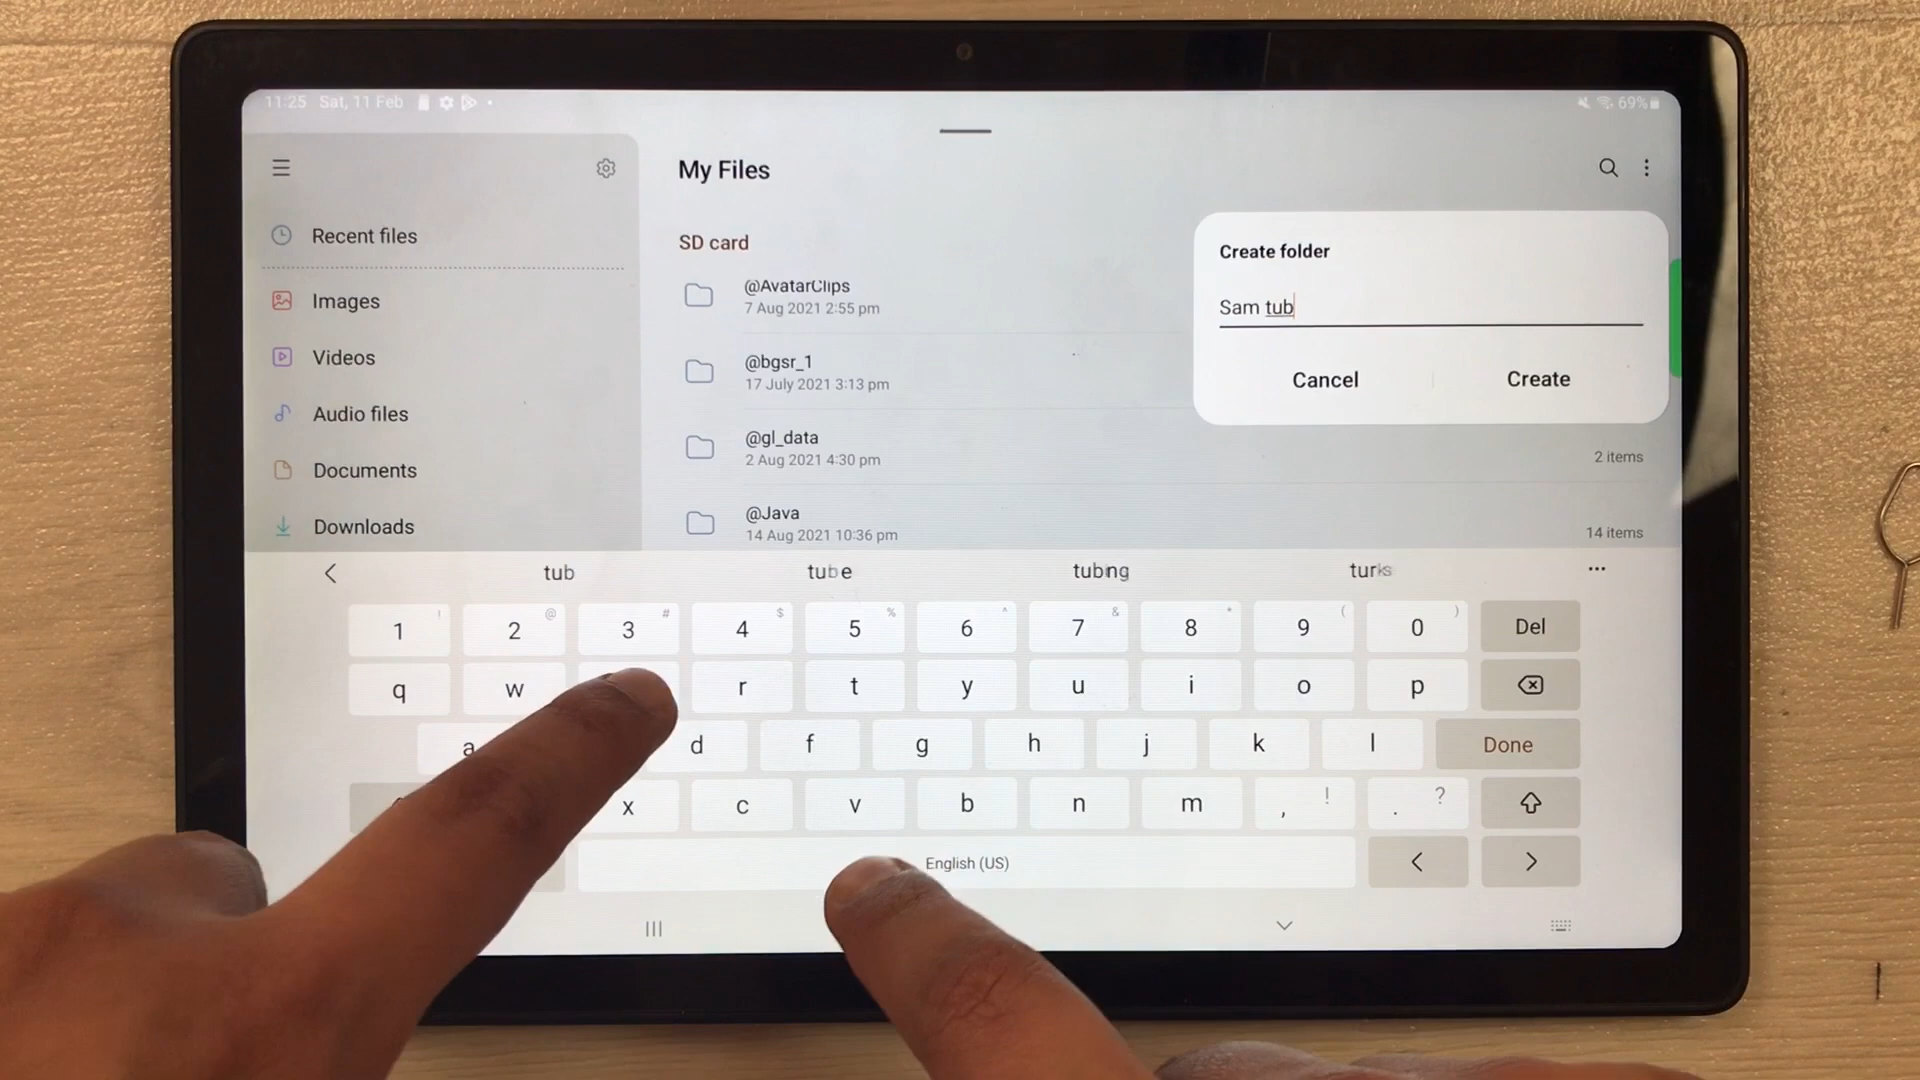 11:25 Sat, 11 Feb
69%
My Files
Recent files
Images
Videos
Audio files
Documents
Downloads
SD card
@AvatarClips
7 Aug 2021 2:55 pm
@bgsr_1
17 July 2021 3:13 pm
@gl_data
2 Aug 2021 4:30 pm
2 items
@Java
14 Aug 2021 10:36 pm
14 items
Create folder
Sam tub
Cancel Create
tub tube tubing
! @ # $ % ^ & * ( )
1 2 3 4 5 6 7 8 9 0 Del
q w r t y u i o p
a d f g h j k l Done
x c v b n m , ! . ?
English (US)